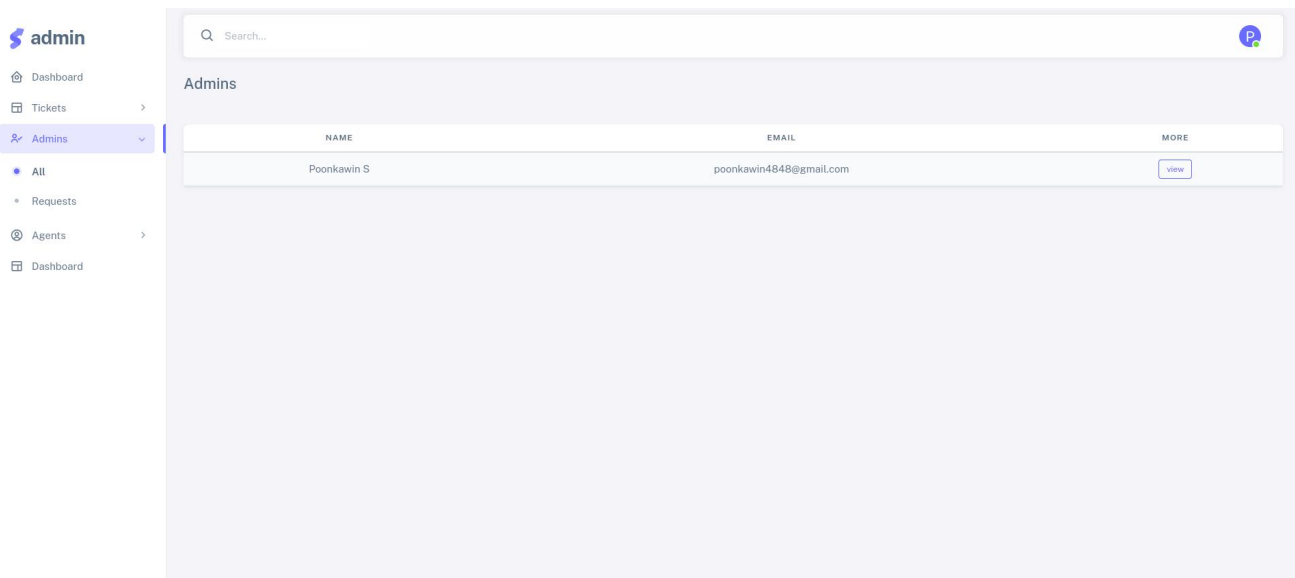 admin
Dashboard
Tickets
Admins
All
Requests
Agents
Dashboard
Search...
P
Admins
NAME EMAIL MORE
Poonkawin S poonkawin4848@gmail.com view